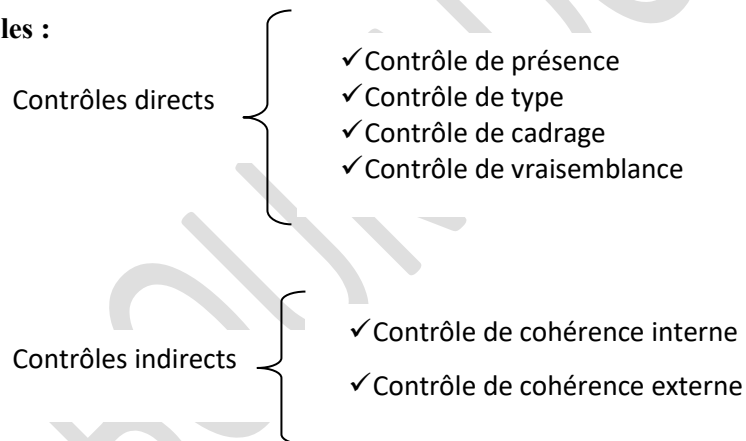 les :
Contrôles directs
✓Contrôle de présence
✓Contrôle de type
✓Contrôle de cadrage
✓Contrôle de vraisemblance
Contrôles indirects
✓Contrôle de cohérence interne
✓Contrôle de cohérence externe